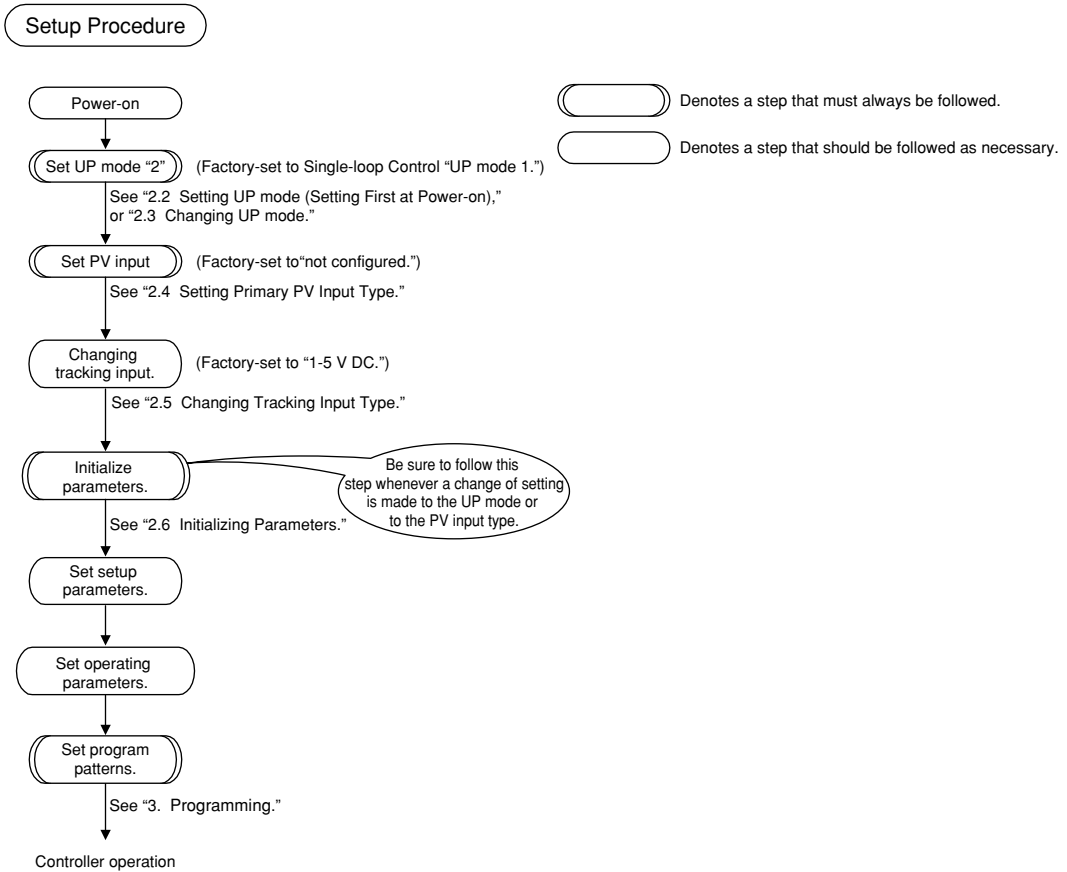 Setup Procedure
Power-on
Denotes a step that must always be followed.
Denotes a step that should be followed as necessary.
Set UP mode “2”
(Factory-set to Single-loop Control “UP mode 1.”)
See “2.2  Setting UP mode (Setting First at Power-on),”
or “2.3  Changing UP mode.”
Set PV input
(Factory-set to“not configured.”)
See “2.4  Setting Primary PV Input Type.”
Changing
tracking input.
(Factory-set to “1-5 V DC.”)
See “2.5  Changing Tracking Input Type.”
Initialize
parameters.
Be sure to follow this
step whenever a change of setting
is made to the UP mode or
to the PV input type.
See “2.6  Initializing Parameters.”
Set setup
parameters.
Set operating
parameters.
Set program
patterns.
See “3.  Programming.”
Controller operation